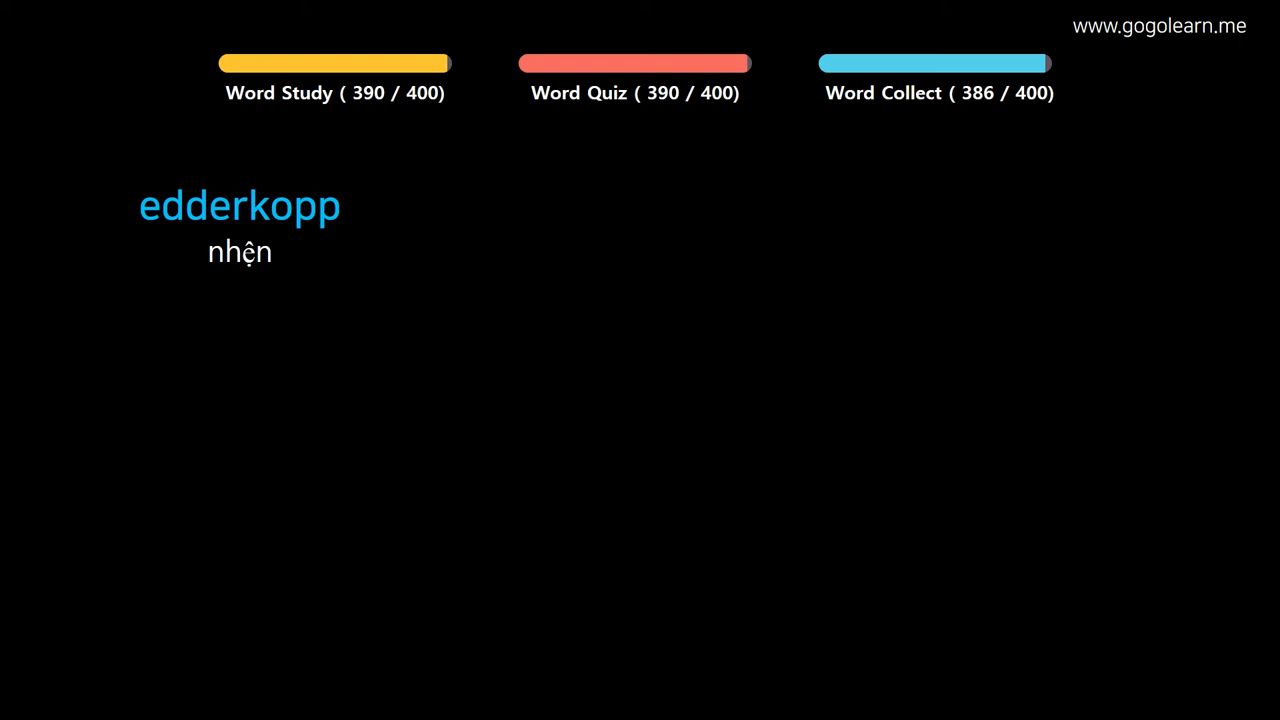 www.gogolearn.me
Word Study ( 390 / 400)
Word Quiz ( 390 / 400)
Word Collect ( 386 / 400)
edderkopp
nhện